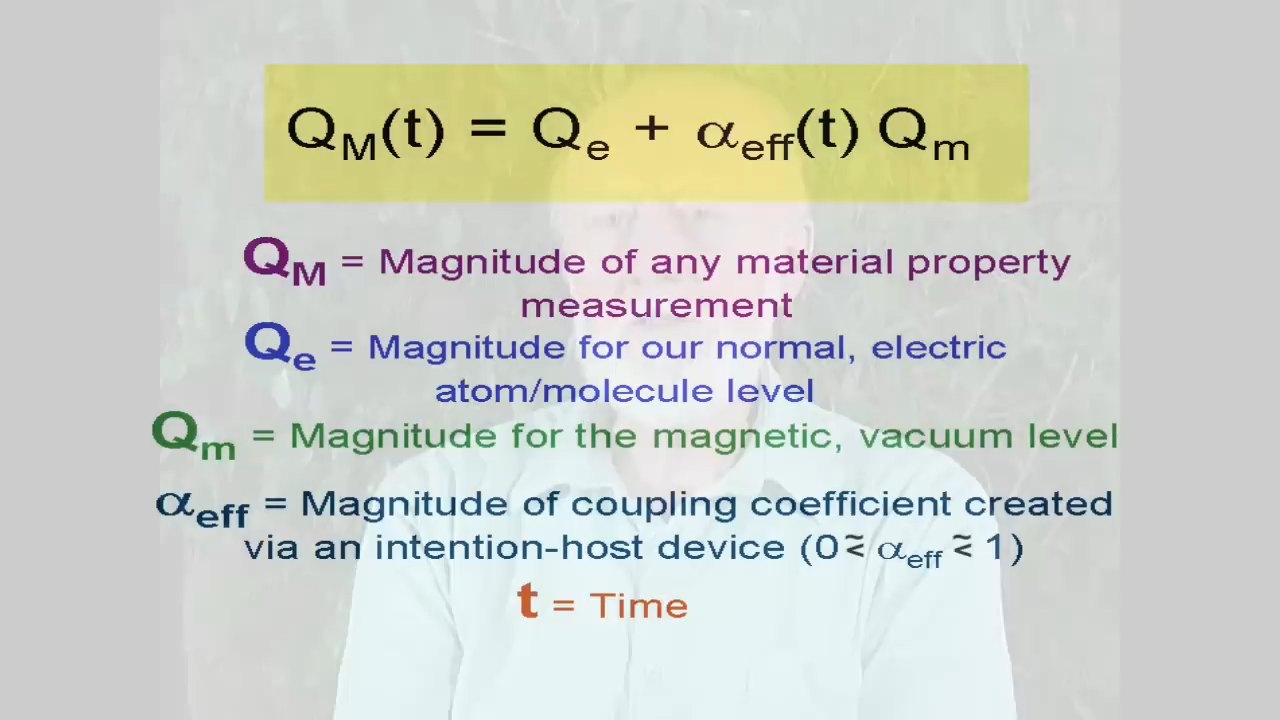 Q_M(t) = Q_e + α_eff(t) Q_m
Q_M = Magnitude of any material property
measurement
Q_e = Magnitude for our normal, electric
atom/molecule level
Q_m = Magnitude for the magnetic, vacuum level
α_eff = Magnitude of coupling coefficient created
via an intention-host device (0 ≈< α_eff ≈< 1)
t = Time